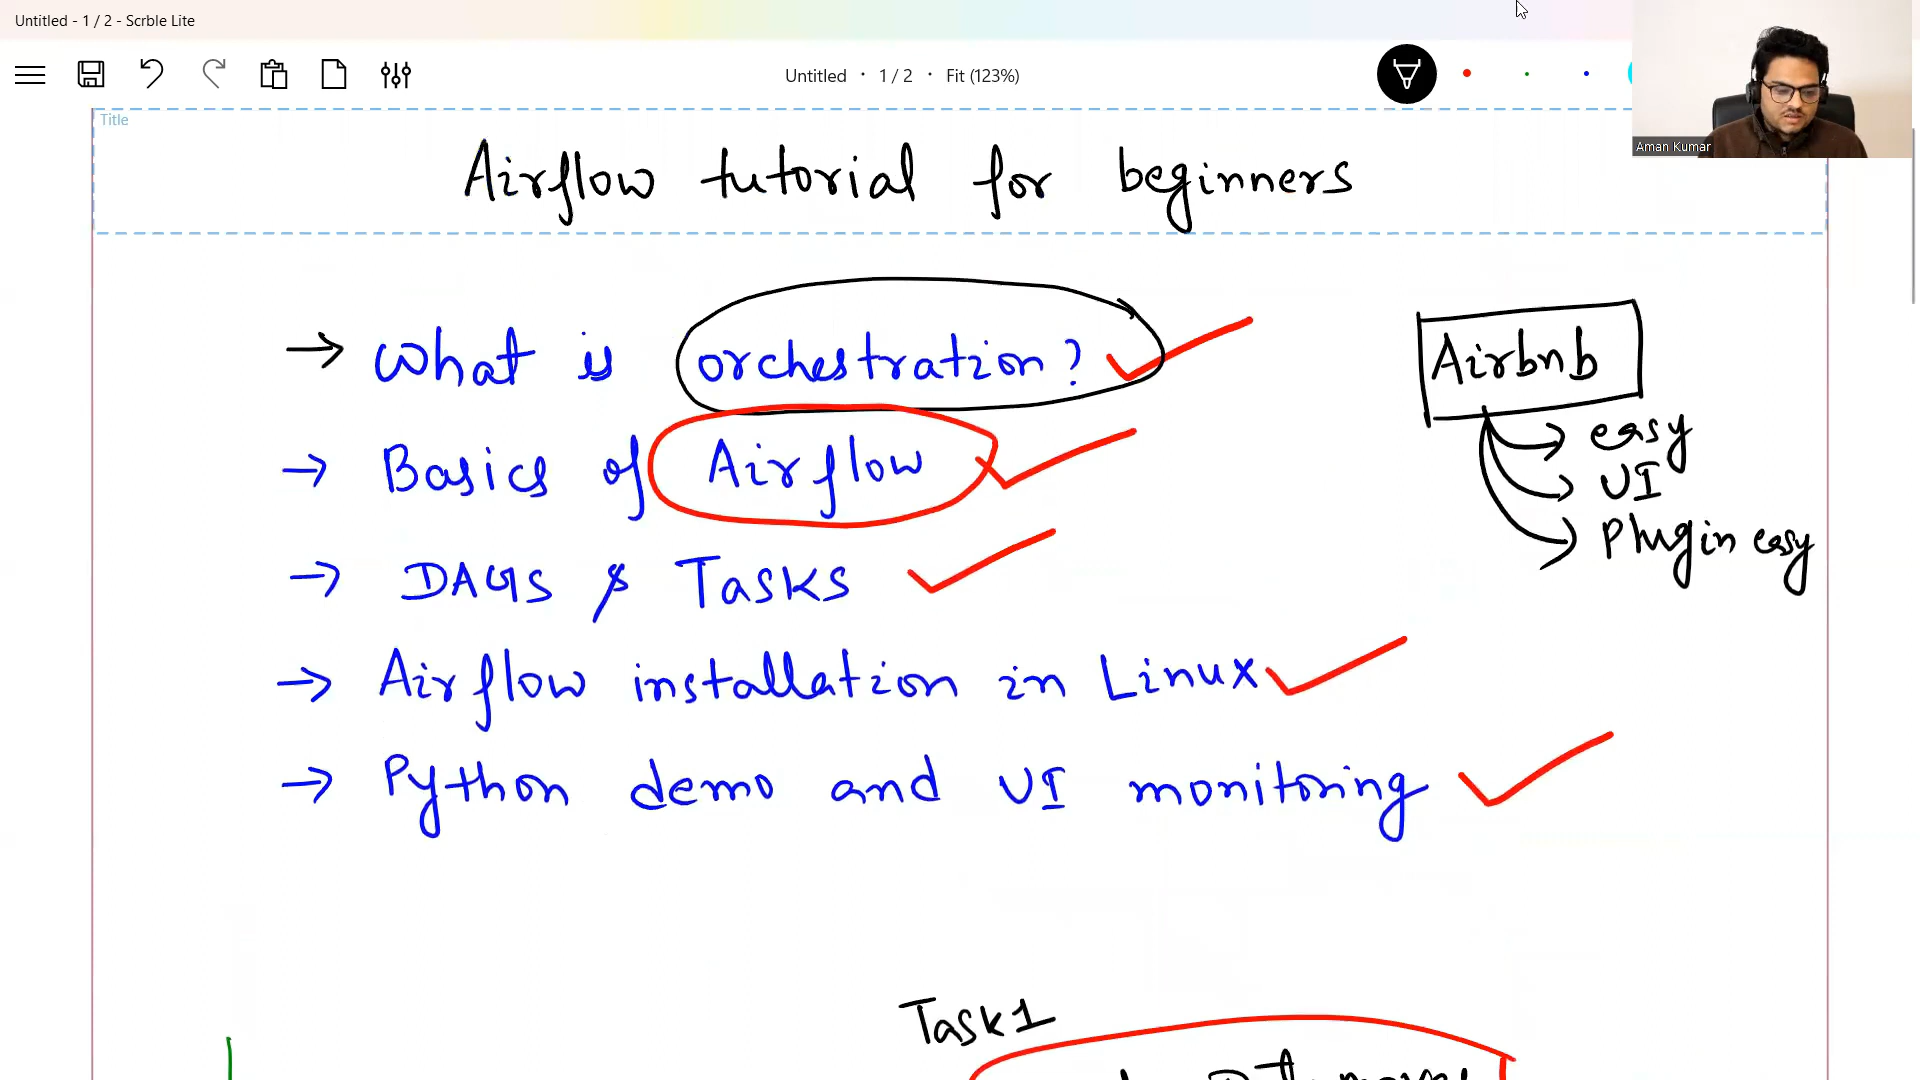 Untitled - 1 / 2 - Scrble Lite
Untitled • 1 / 2 • Fit (123%)
Aman Kumar
Title
Airflow tutorial for beginners
→ What is orchestration?
Airbnb
→ easy
→ UI
→ Plugin easy
→ Basics of Airflow
→ DAGs & Tasks
→ Airflow installation in Linux
→ Python demo and UI monitoring
Task1